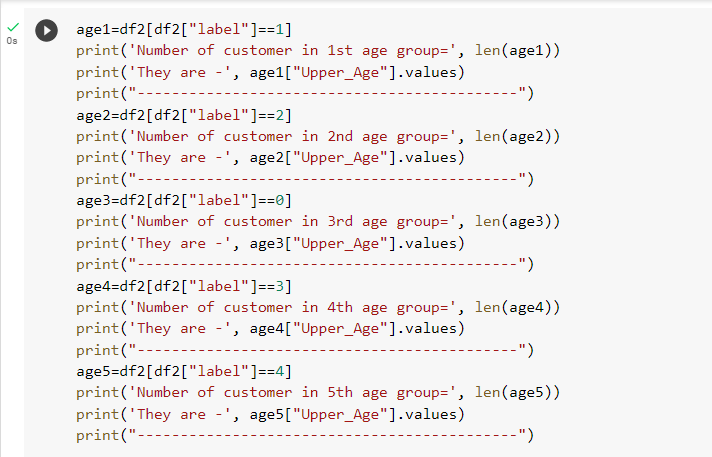 0s
age1=df2[df2["label"]==1]
print('Number of customer in 1st age group=', len(age1))
print('They are -', age1["Upper_Age"].values)
print("--------------------------------------------")
age2=df2[df2["label"]==2]
print('Number of customer in 2nd age group=', len(age2))
print('They are -', age2["Upper_Age"].values)
print("--------------------------------------------")
age3=df2[df2["label"]==0]
print('Number of customer in 3rd age group=', len(age3))
print('They are -', age3["Upper_Age"].values)
print("--------------------------------------------")
age4=df2[df2["label"]==3]
print('Number of customer in 4th age group=', len(age4))
print('They are -', age4["Upper_Age"].values)
print("--------------------------------------------")
age5=df2[df2["label"]==4]
print('Number of customer in 5th age group=', len(age5))
print('They are -', age5["Upper_Age"].values)
print("--------------------------------------------")